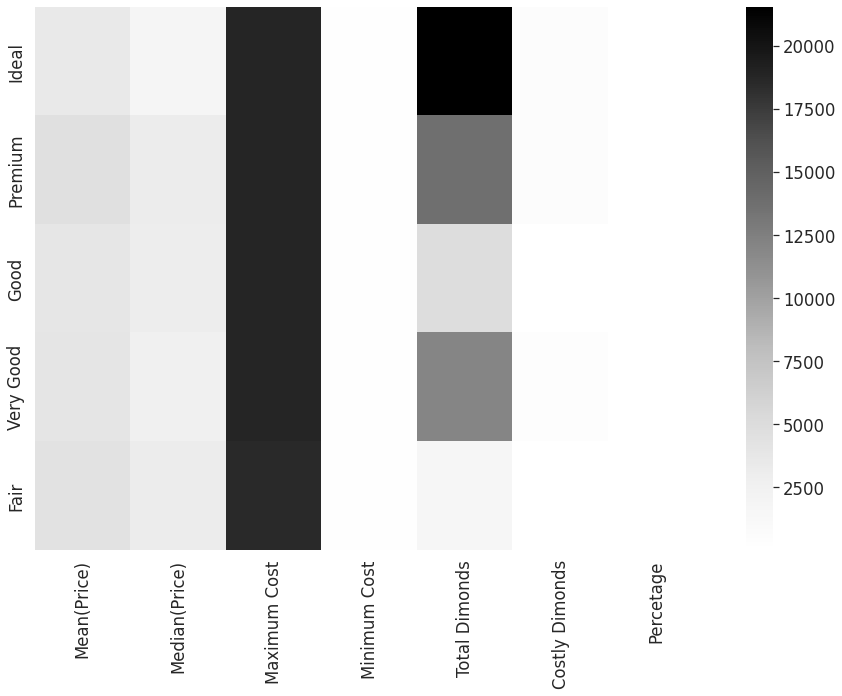 Ideal
Premium
Good
Very Good
Fair
Mean(Price)
Median(Price)
Maximum Cost
Minimum Cost
Total Dimonds
Costly Dimonds
Percetage
20000
17500
15000
12500
10000
7500
5000
2500